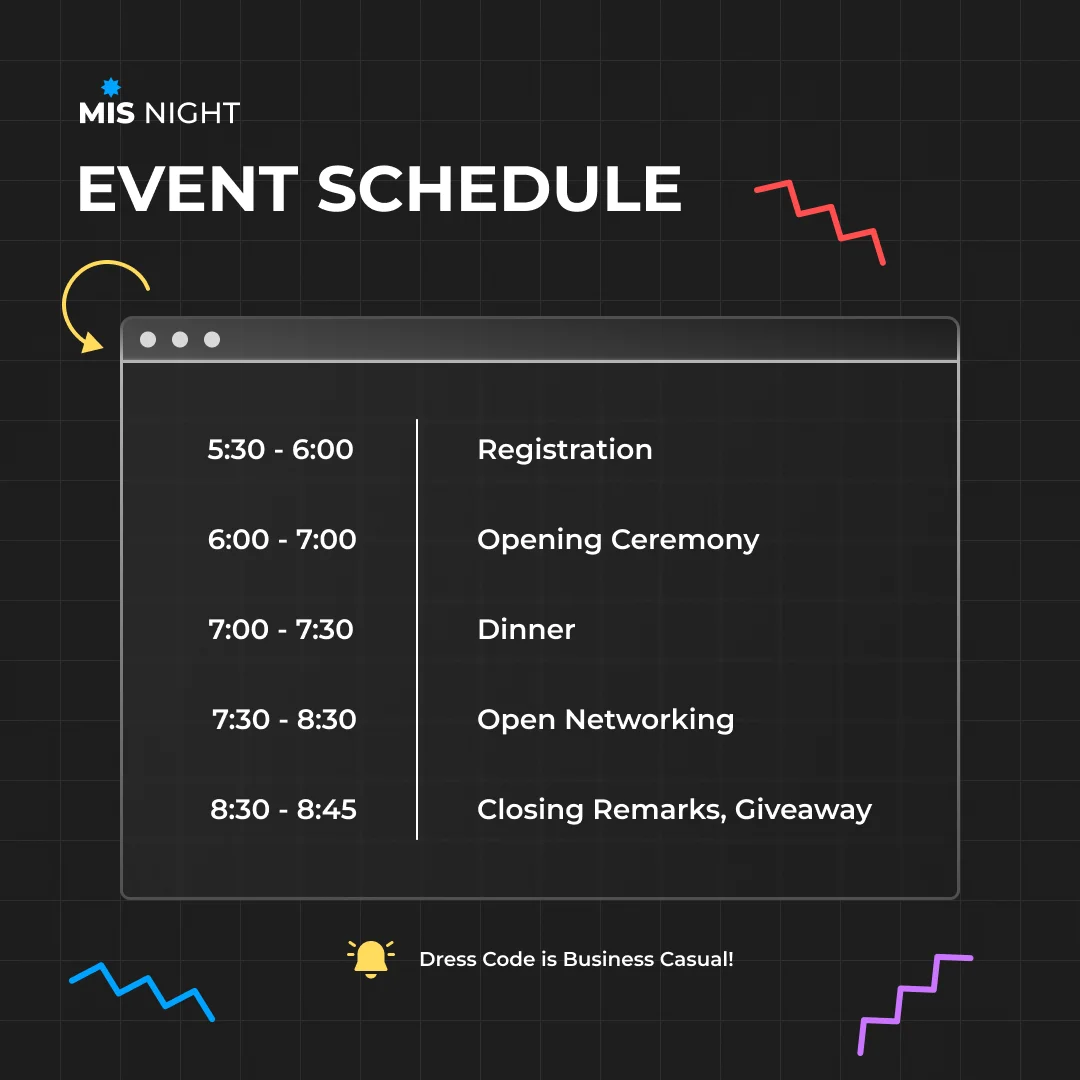 MIS NIGHT
EVENT SCHEDULE
5:30 - 6:00 Registration
6:00 - 7:00 Opening Ceremony
7:00 - 7:30 Dinner
7:30 - 8:30 Open Networking
8:30 - 8:45 Closing Remarks, Giveaway
Dress Code is Business Casual!